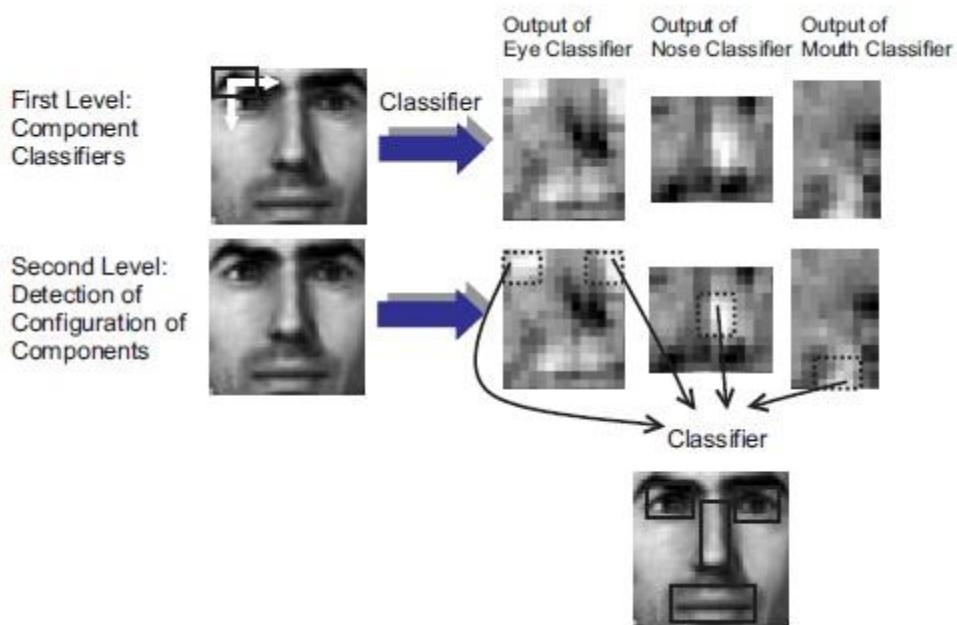 Output of
Eye Classifier
Output of
Nose Classifier
Output of
Mouth Classifier
First Level:
Component
Classifiers
Classifier
Second Level:
Detection of
Configuration of
Components
Classifier